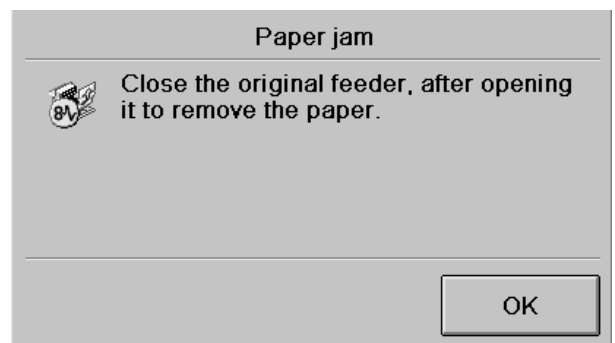 Paper jam
Close the original feeder, after opening
it to remove the paper.
OK